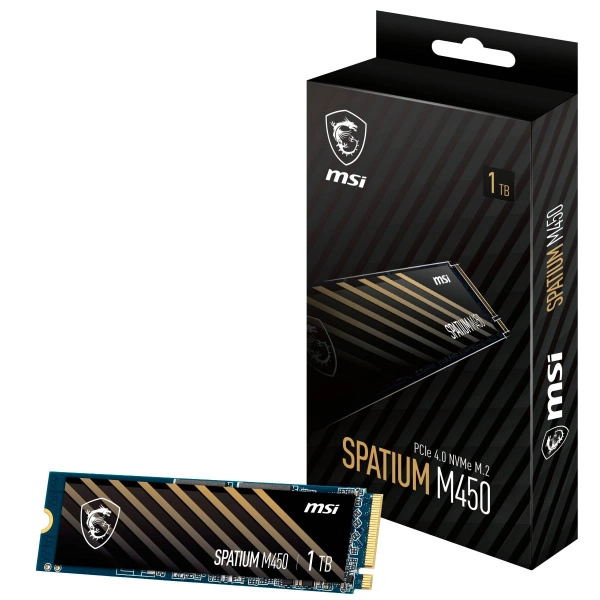 msi
1 TB
msi
SPATIUM M450
PCIe 4.0 NVMe M.2
SPATIUM M450
SPATIUM M450
msi
msi
SPATIUM M450 | 1 TB